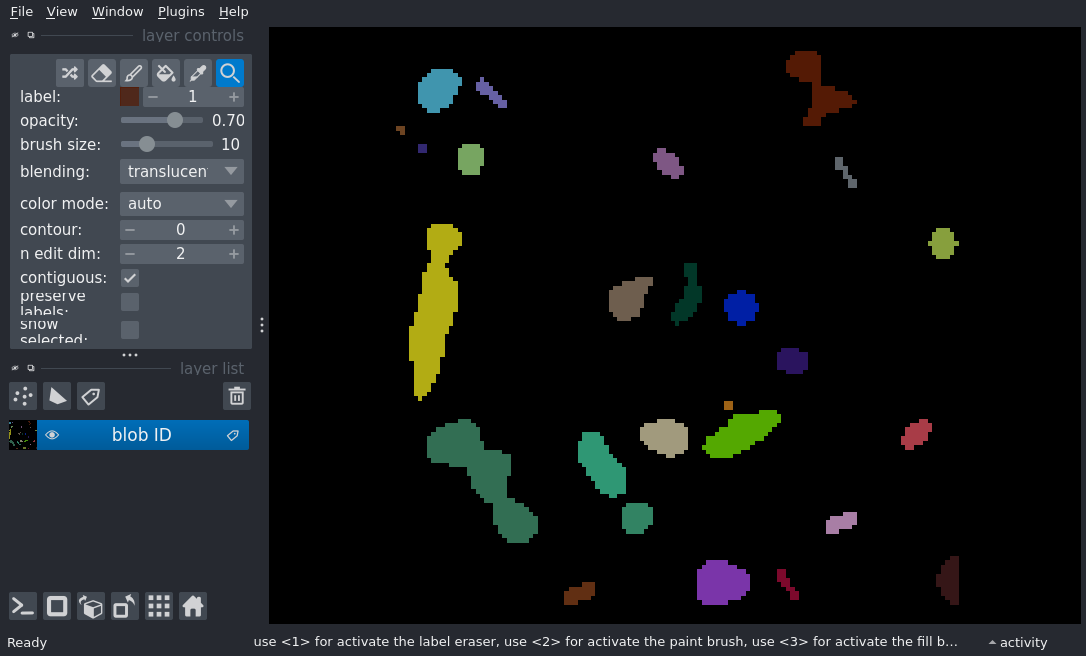 File View Window Plugins Help
layer controls
label: 1
opacity: 0.70
brush size: 10
blending: translucen
color mode: auto
contour: 0
n edit dim: 2
contiguous:
preserve
labels:
show
selected:
layer list
blob ID
Ready use <1> for activate the label eraser, use <2> for activate the paint brush, use <3> for activate the fill b... activity